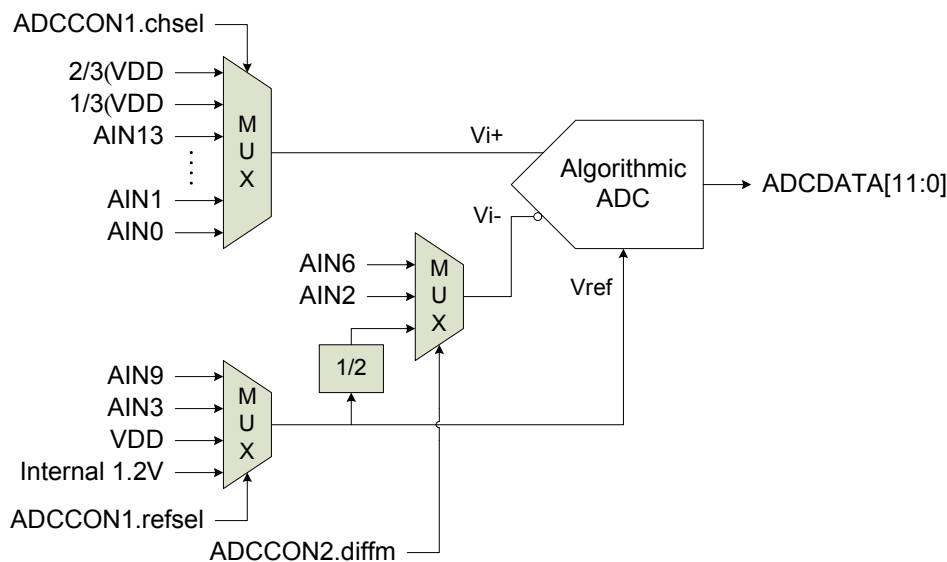 ADCCON1.chsel
2/3(VDD
1/3(VDD
AIN13
AIN1
AIN0
M
U
X
Vi+
Algorithmic
ADC
ADCDATA[11:0]
Vi-
AIN6
AIN2
M
U
X
Vref
1/2
AIN9
AIN3
VDD
Internal 1.2V
M
U
X
ADCCON1.refsel
ADCCON2.diffm